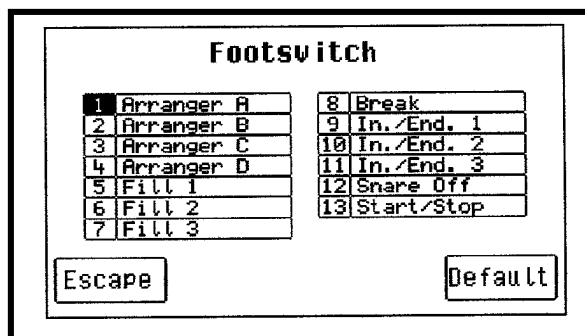 Footswitch
1 Arranger A
2 Arranger B
3 Arranger C
4 Arranger D
5 Fill 1
6 Fill 2
7 Fill 3
8 Break
9 In./End. 1
10 In./End. 2
11 In./End. 3
12 Snare Off
13 Start/Stop
Escape
Default